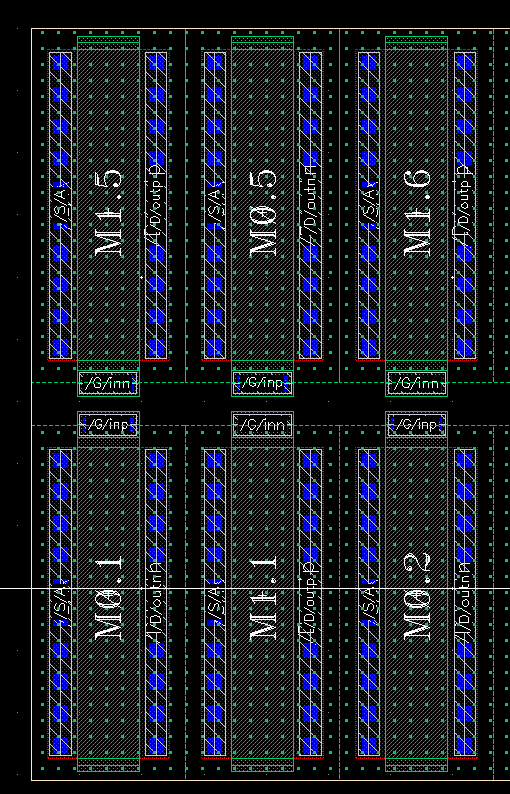 /S/A
M1.5
/D/outp
/S/A
M0.5
/D/outn
/S/A
M1.6
/D/outp
/G/inn
/G/inp
/G/inn
/G/inp
/G/inn
/G/inp
/S/A
M0.1
/D/outn
/S/A
M1.1
/D/outp
/S/A
M0.2
/D/outn